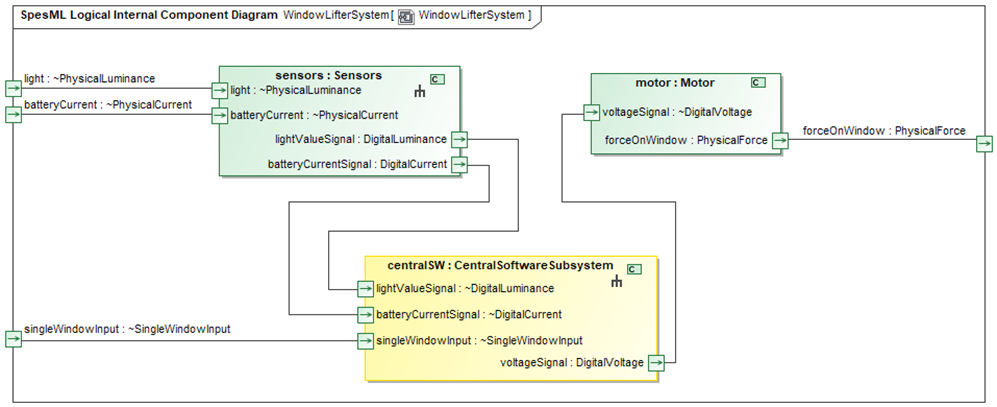 SpesML Logical Internal Component Diagram WindowLifterSystem[ WindowLifterSystem ]
light : ~PhysicalLuminance
batteryCurrent : ~PhysicalCurrent
sensors : Sensors
C
light : ~PhysicalLuminance
batteryCurrent : ~PhysicalCurrent
lightValueSignal : DigitalLuminance
batteryCurrentSignal : DigitalCurrent
motor : Motor
C
voltageSignal : ~DigitalVoltage
forceOnWindow : PhysicalForce
forceOnWindow : PhysicalForce
centralSW : CentralSoftwareSubsystem
C
lightValueSignal : ~DigitalLuminance
batteryCurrentSignal : ~DigitalCurrent
singleWindowInput : ~SingleWindowInput
singleWindowInput : ~SingleWindowInput
voltageSignal : DigitalVoltage